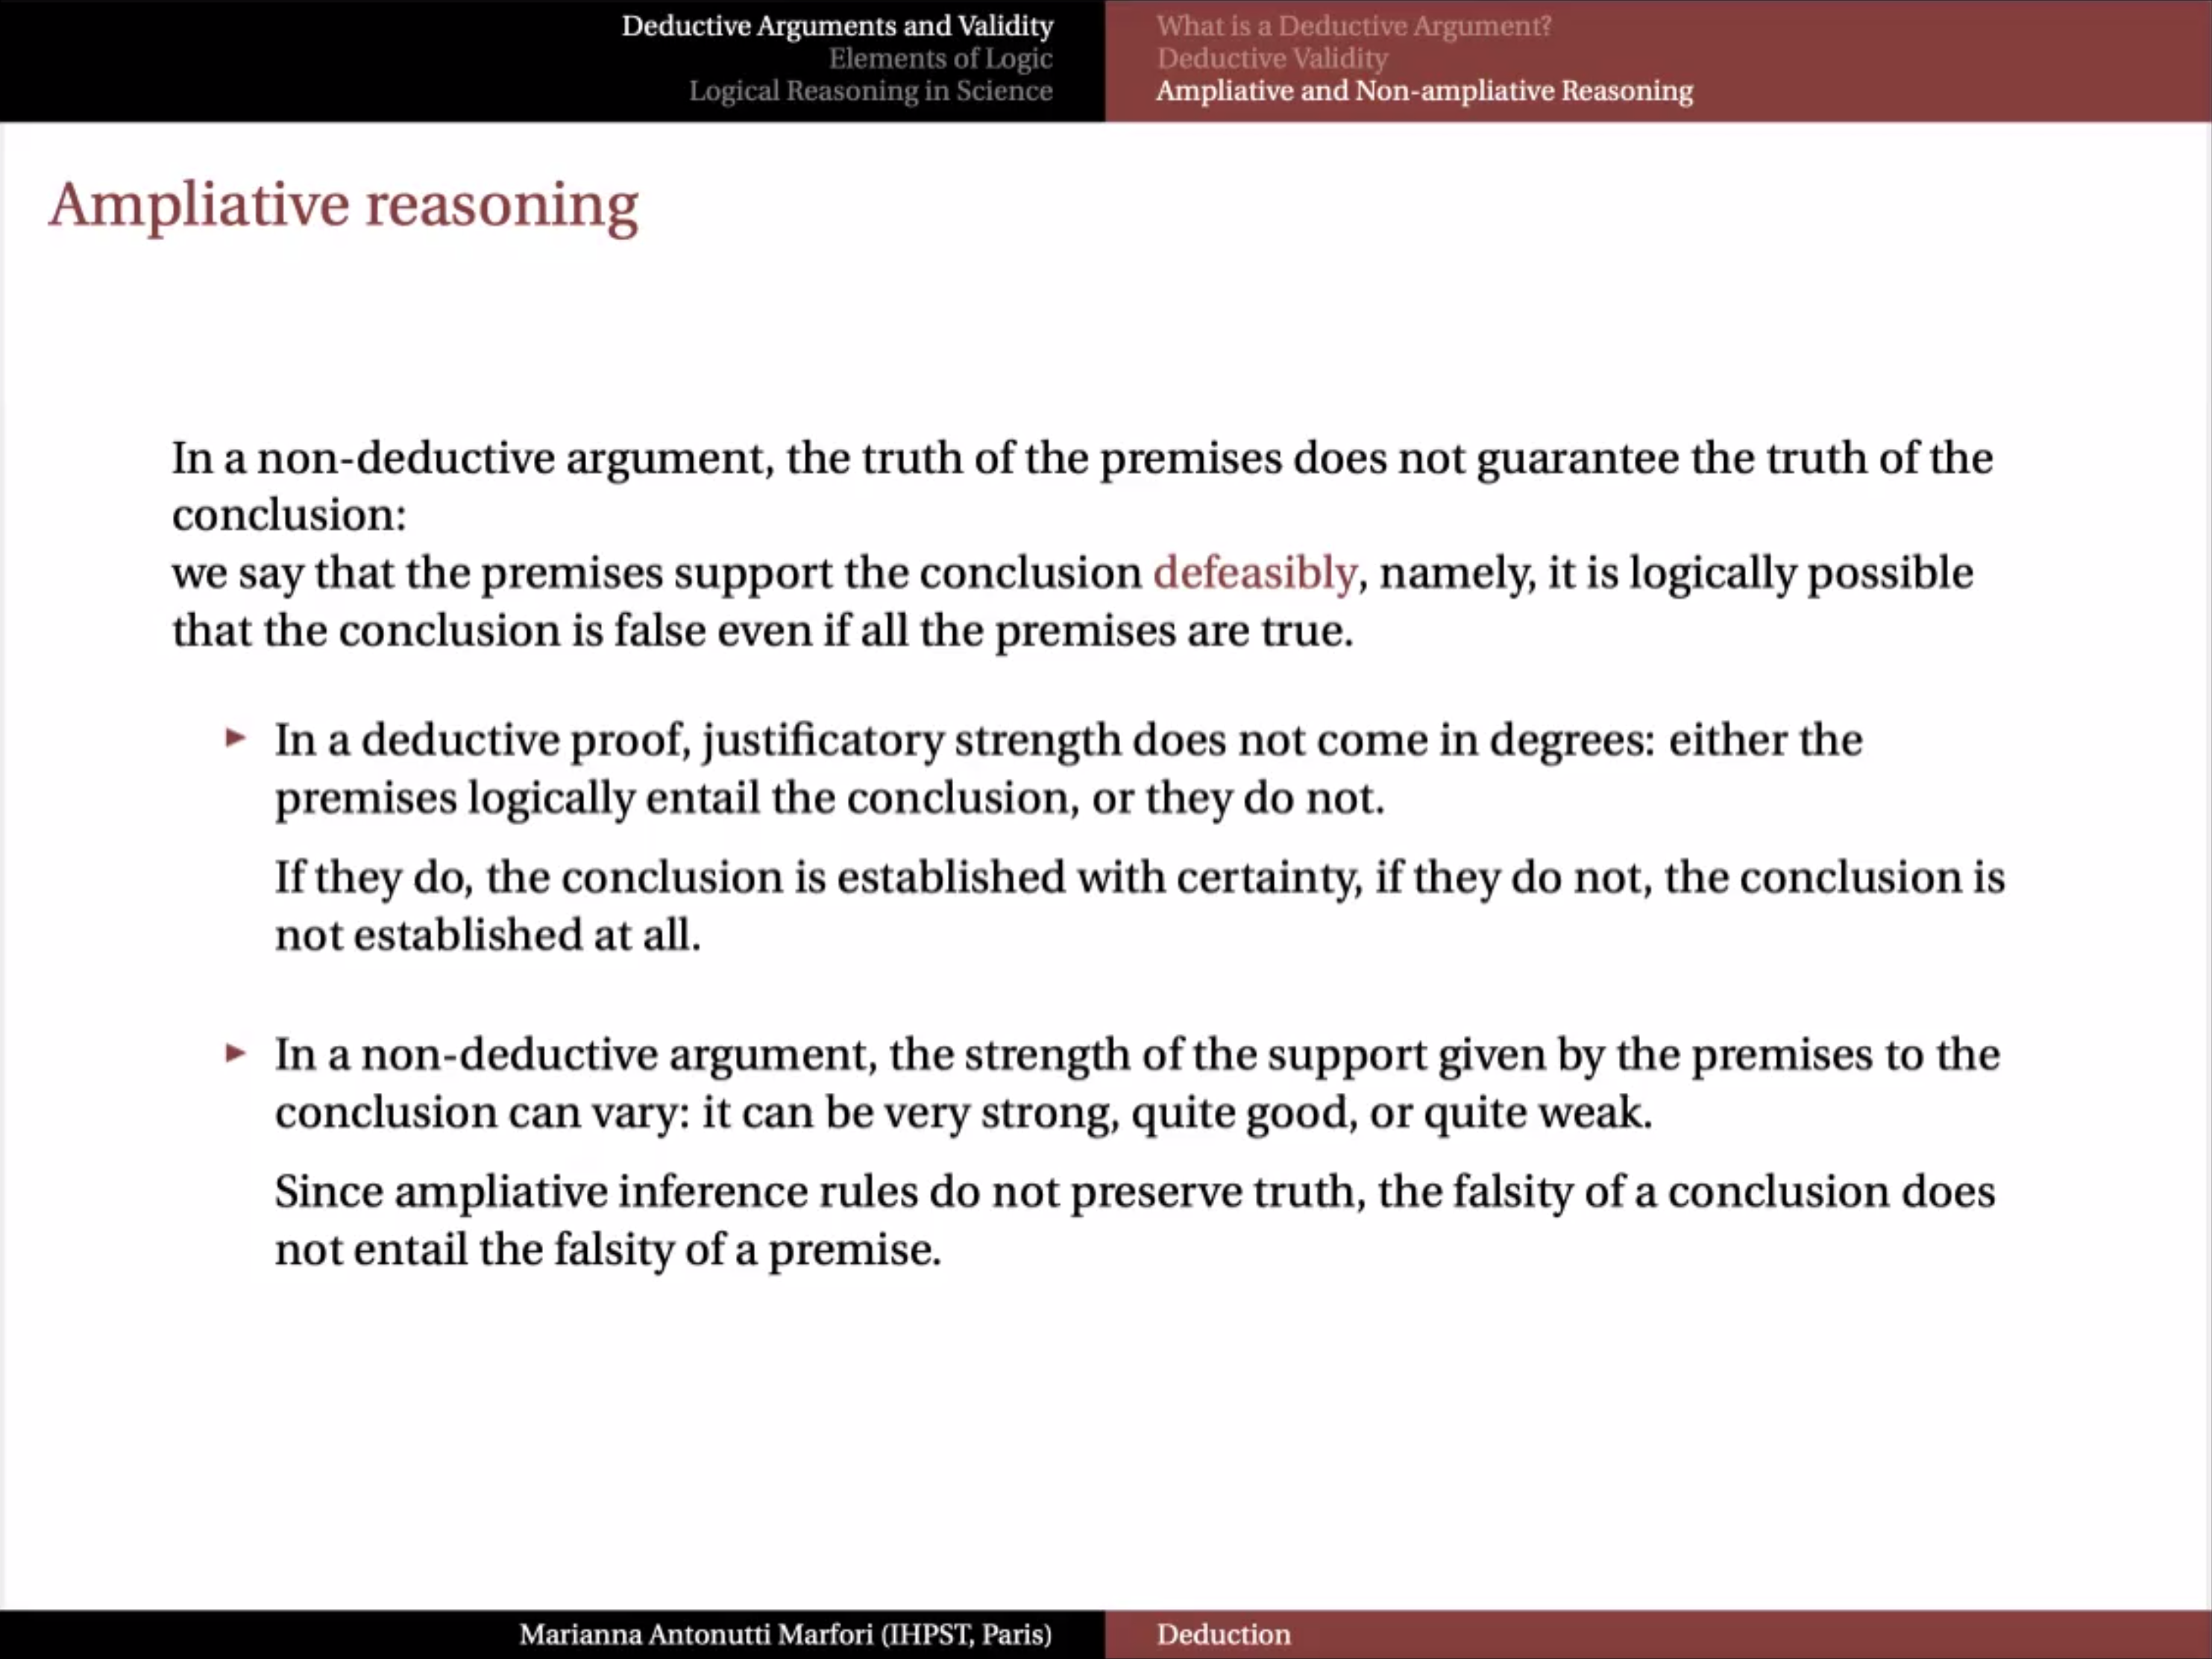 Deductive Arguments and Validity
Elements of Logic
Logical Reasoning in Science
What is a Deductive Argument?
Deductive Validity
Ampliative and Non-ampliative Reasoning
Ampliative reasoning
In a non-deductive argument, the truth of the premises does not guarantee the truth of the
conclusion:
we say that the premises support the conclusion defeasibly, namely, it is logically possible
that the conclusion is false even if all the premises are true.
► In a deductive proof, justificatory strength does not come in degrees: either the
premises logically entail the conclusion, or they do not.
If they do, the conclusion is established with certainty, if they do not, the conclusion is
not established at all.
► In a non-deductive argument, the strength of the support given by the premises to the
conclusion can vary: it can be very strong, quite good, or quite weak.
Since ampliative inference rules do not preserve truth, the falsity of a conclusion does
not entail the falsity of a premise.
Marianna Antonutti Marfori (IHPST, Paris)
Deduction